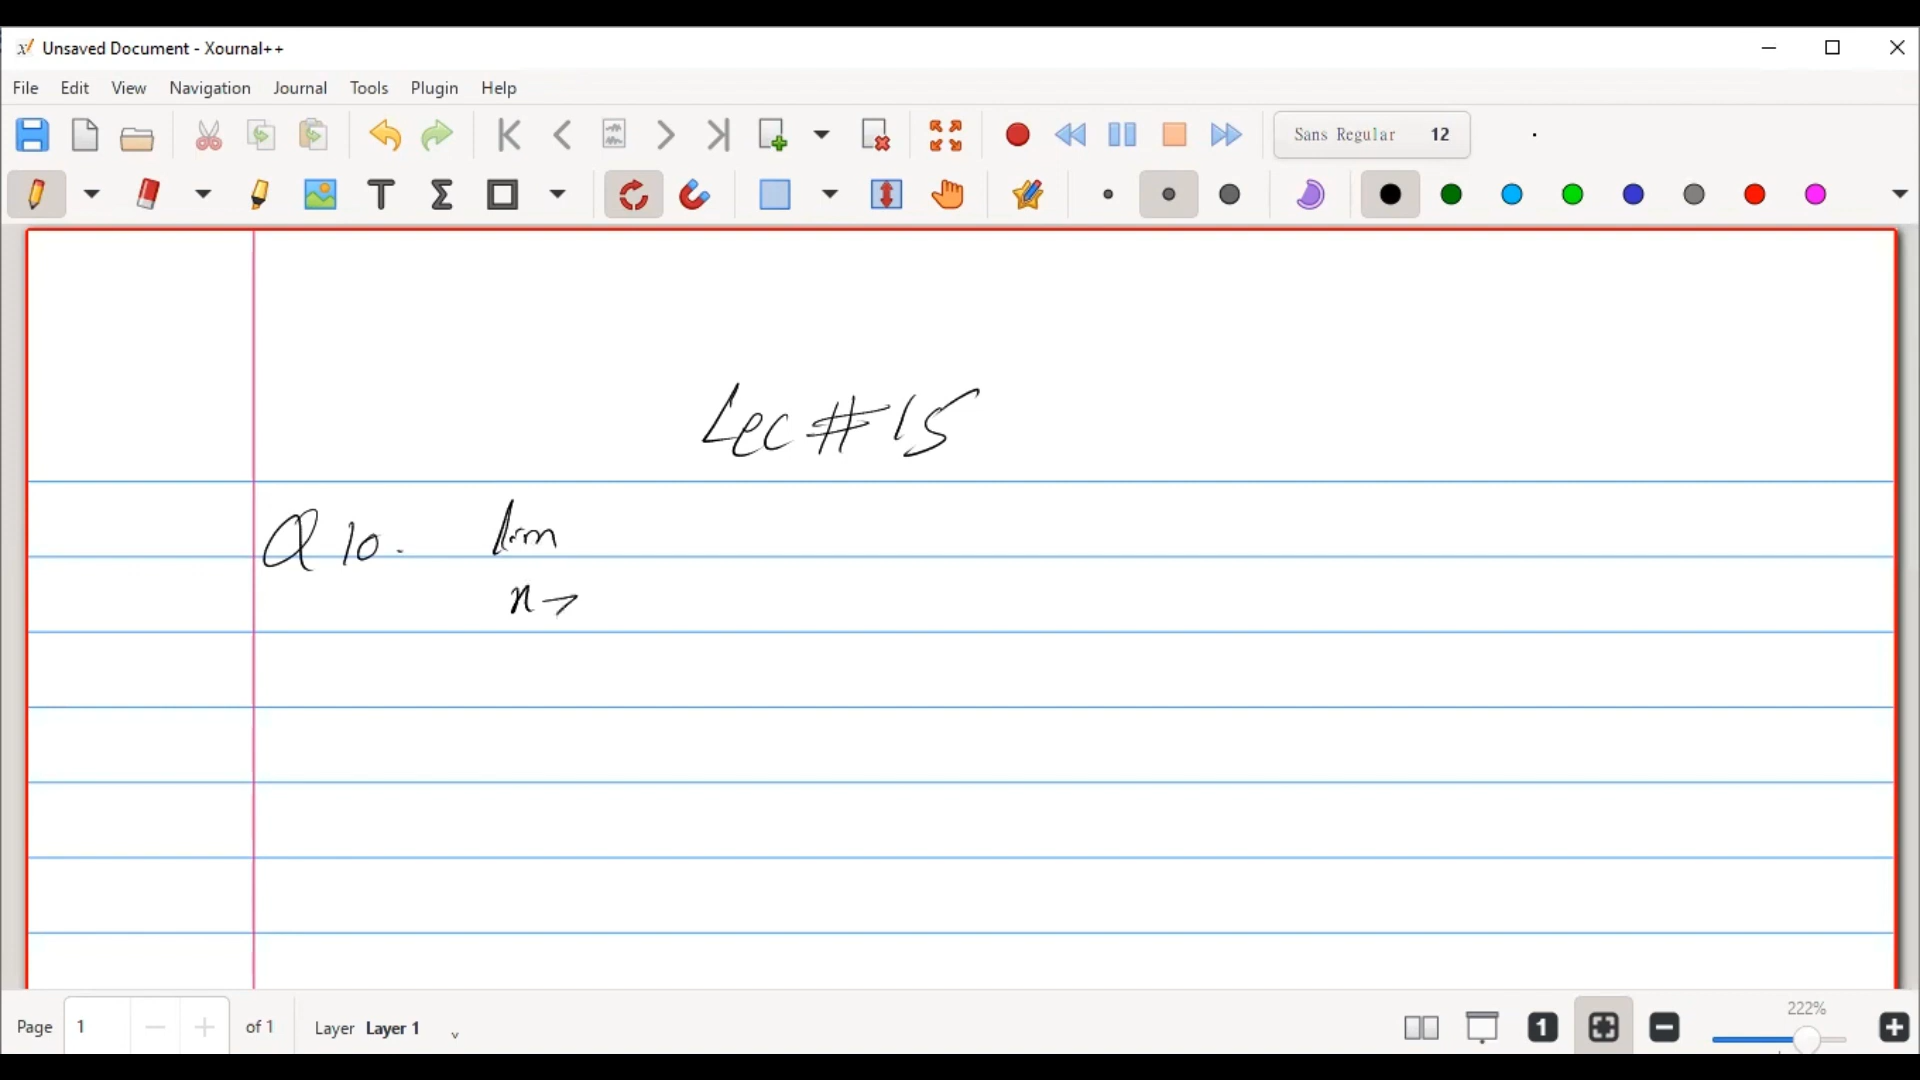 Unsaved Document - Xournal++
File Edit View Navigation Journal Tools Plugin Help
Sans Regular 12
Lec # 15
Q 10. lim
x→
Page 1 of 1 Layer Layer 1
222%